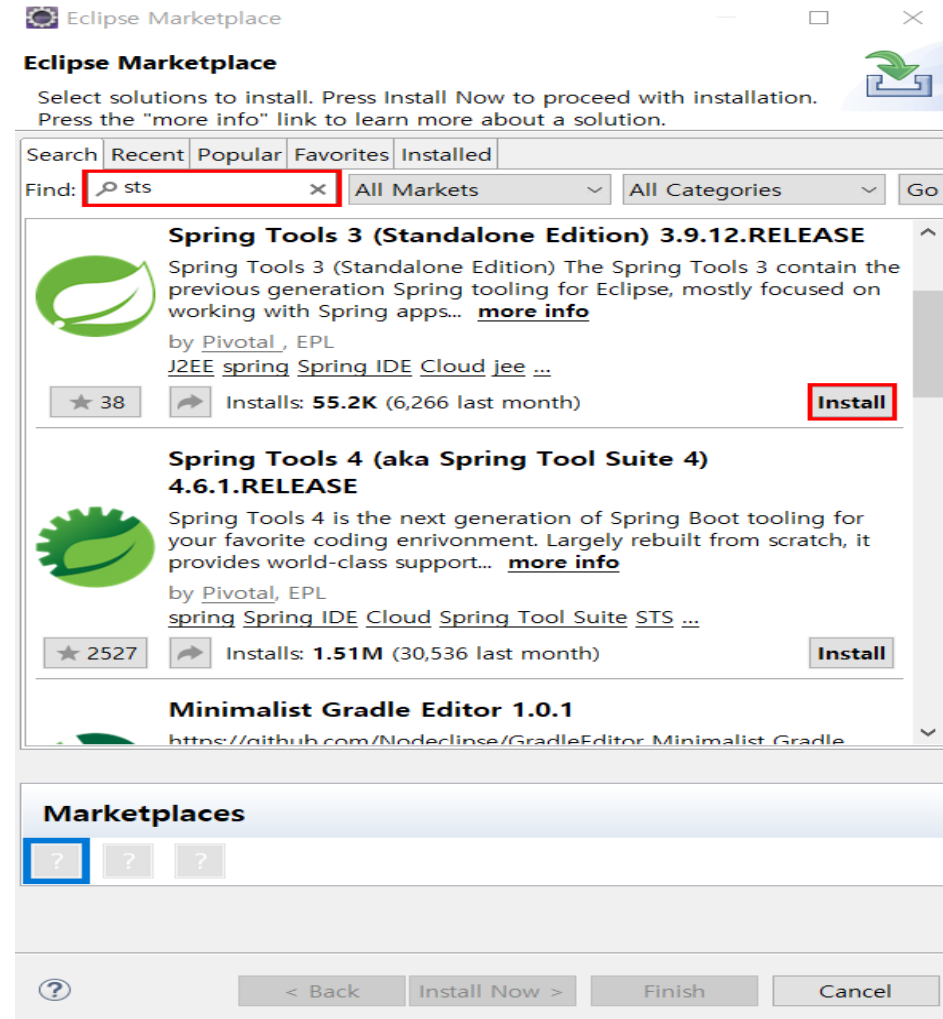 Eclipse Marketplace
Eclipse Marketplace
Select solutions to install. Press Install Now to proceed with installation.
Press the "more info" link to learn more about a solution.
Search Recent Popular Favorites Installed
Find: sts All Markets All Categories Go
Spring Tools 3 (Standalone Edition) 3.9.12.RELEASE
Spring Tools 3 (Standalone Edition) The Spring Tools 3 contain the
previous generation Spring tooling for Eclipse, mostly focused on
working with Spring apps... more info
by Pivotal , EPL
J2EE spring Spring IDE Cloud jee ...
38 Installs: 55.2K (6,266 last month) Install
Spring Tools 4 (aka Spring Tool Suite 4)
4.6.1.RELEASE
Spring Tools 4 is the next generation of Spring Boot tooling for
your favorite coding enrivonment. Largely rebuilt from scratch, it
provides world-class support... more info
by Pivotal, EPL
spring Spring IDE Cloud Spring Tool Suite STS ...
2527 Installs: 1.51M (30,536 last month) Install
Minimalist Gradle Editor 1.0.1
https://github.com/Nodeclipse/GradleEditor Minimalist Gradle
Marketplaces
? ? ?
? < Back Install Now > Finish Cancel